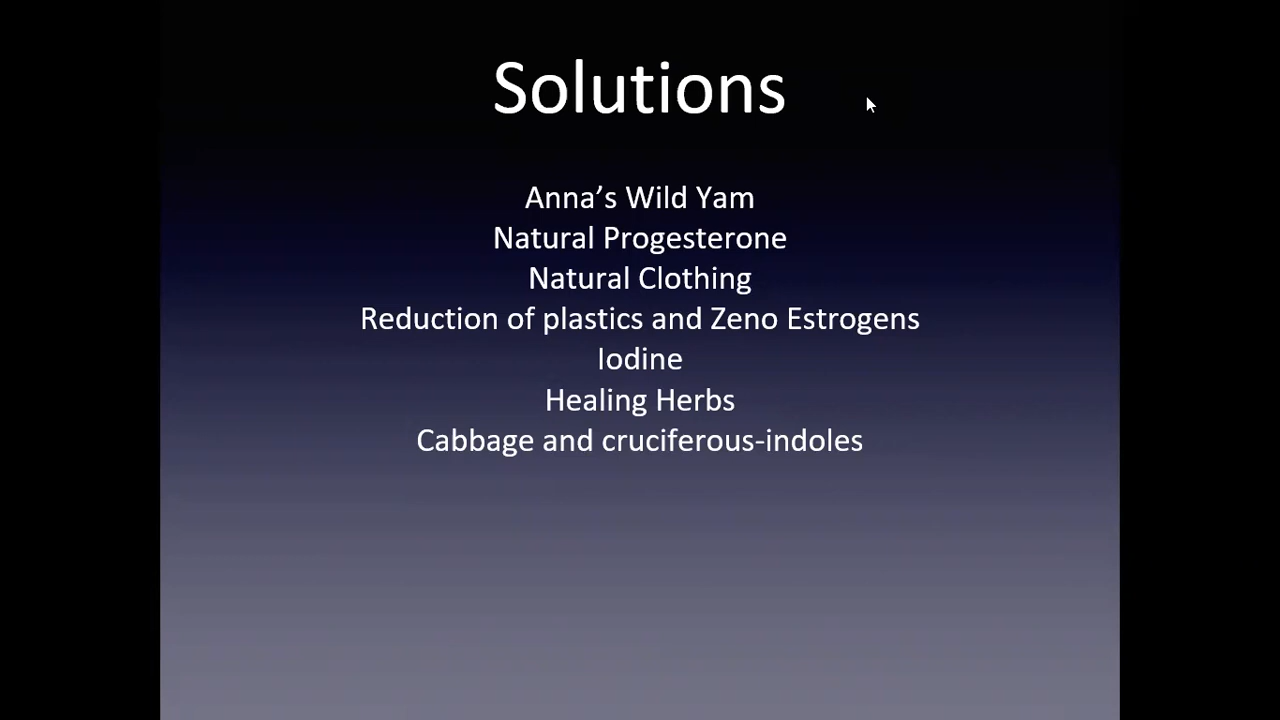 Solutions
Anna’s Wild Yam
Natural Progesterone
Natural Clothing
Reduction of plastics and Zeno Estrogens
Iodine
Healing Herbs
Cabbage and cruciferous-indoles